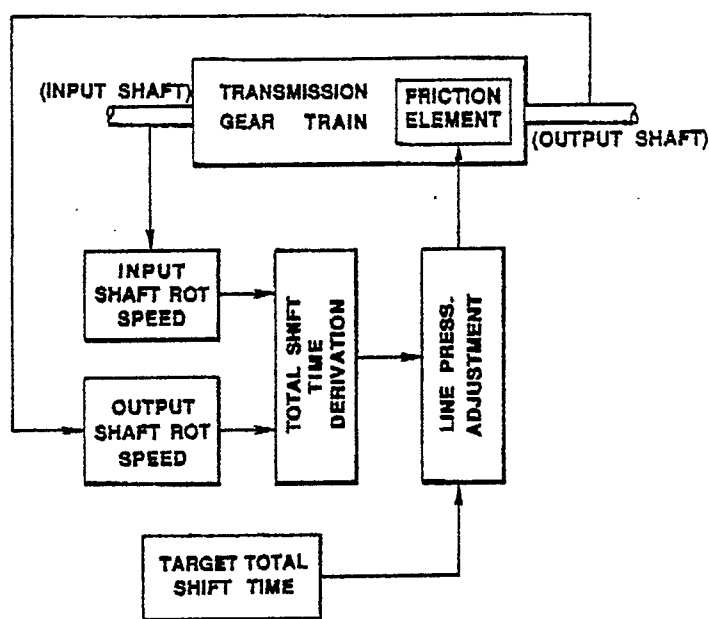 (INPUT SHAFT)
TRANSMISSION
GEAR TRAIN
FRICTION
ELEMENT
(OUTPUT SHAFT)
INPUT
SHAFT ROT
SPEED
OUTPUT
SHAFT ROT
SPEED
TOTAL SHIFT
TIME
DERIVATION
LINE PRESS.
ADJUSTMENT
TARGET TOTAL
SHIFT TIME